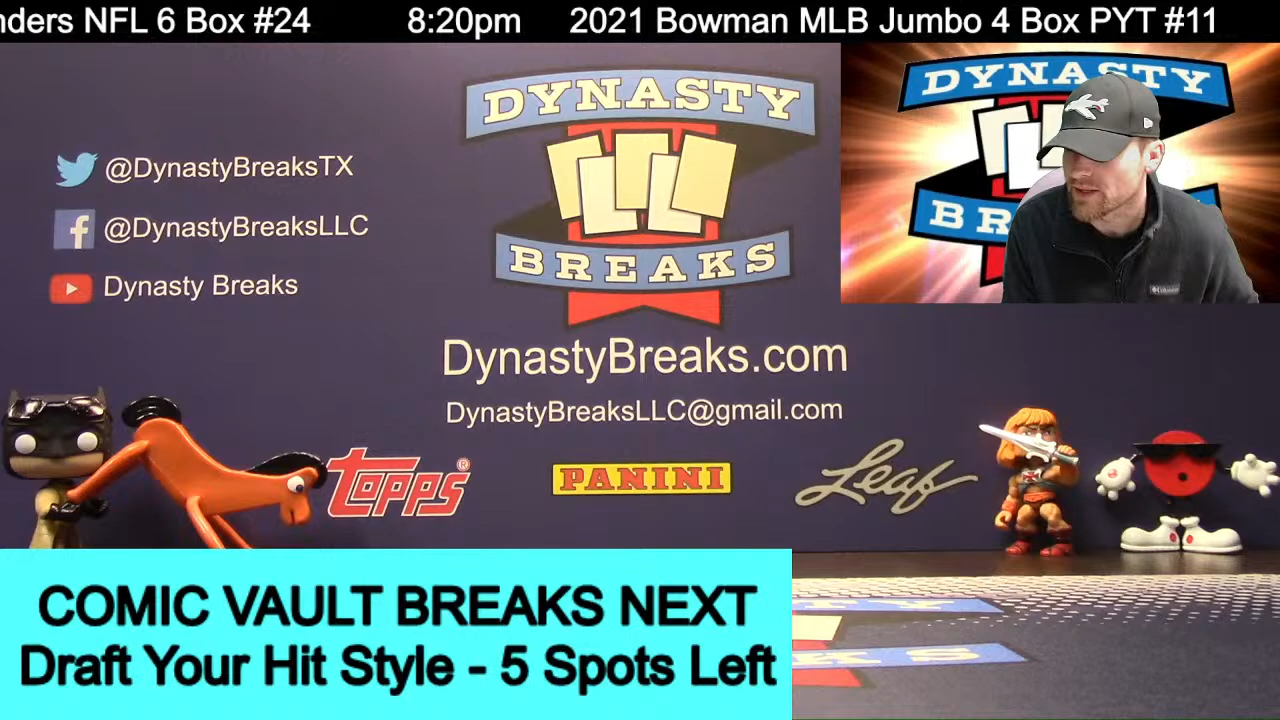 nders NFL 6 Box #24 8:20pm 2021 Bowman MLB Jumbo 4 Box PYT #11
DYNASTY
BREAKS
@DynastyBreaksTX
@DynastyBreaksLLC
Dynasty Breaks
DynastyBreaks.com
DynastyBreaksLLC@gmail.com
topps®
PANINI
Leaf
DYNASTY
BR
Columbia
COMIC VAULT BREAKS NEXT
Draft Your Hit Style - 5 Spots Left